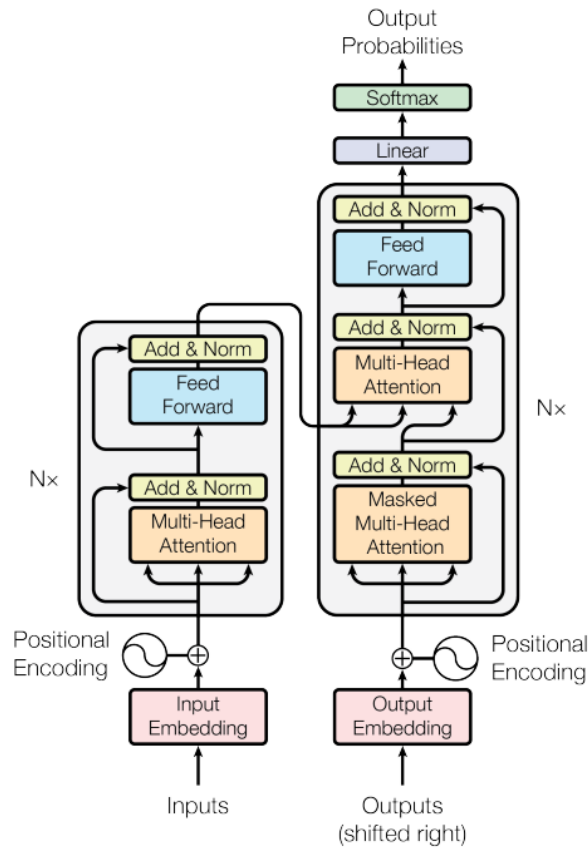 Output
Probabilities
Softmax
Linear
Add & Norm
Feed
Forward
Add & Norm
Multi-Head
Attention
Add & Norm
Masked
Multi-Head
Attention
N×
Add & Norm
Feed
Forward
Add & Norm
Multi-Head
Attention
N×
Positional
Encoding
Input
Embedding
Inputs
Positional
Encoding
Output
Embedding
Outputs
(shifted right)